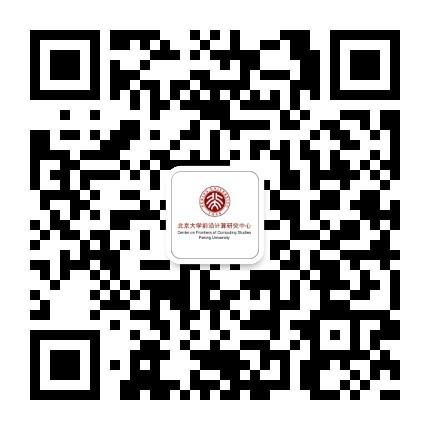 北京大学前沿计算研究中心
Center on Frontiers of Computing Studies
Peking University